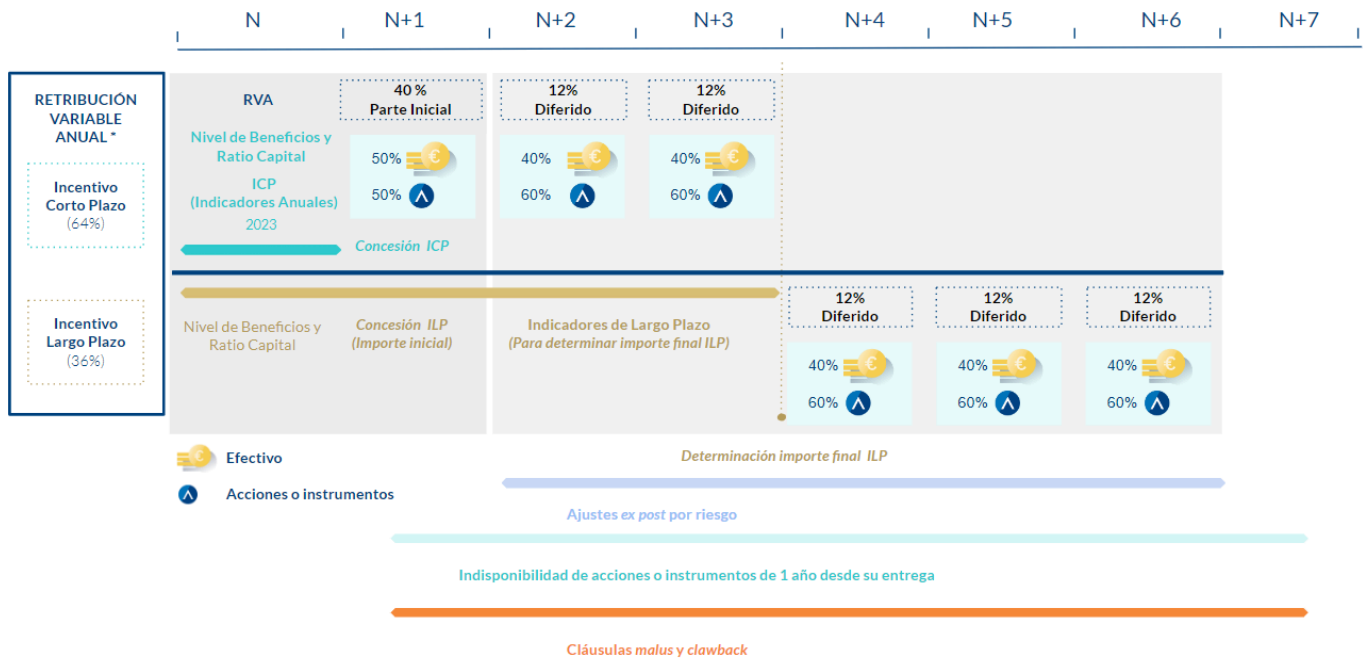 N
N+1
N+2
N+3
N+4
N+5
N+6
N+7
RETRIBUCIÓN
VARIABLE
ANUAL *
Incentivo
Corto Plazo
(64%)
RVA
Nivel de Beneficios y
Ratio Capital
ICP
(Indicadores Anuales)
2023
40 %
Parte Inicial
50%
50%
Concesión ICP
12%
Diferido
40%
60%
12%
Diferido
40%
60%
Incentivo
Largo Plazo
(36%)
Nivel de Beneficios y
Ratio Capital
Concesión ILP
(Importe inicial)
Indicadores de Largo Plazo
(Para determinar importe final ILP)
12%
Diferido
40%
60%
12%
Diferido
40%
60%
12%
Diferido
40%
60%
Efectivo
Acciones o instrumentos
Determinación importe final ILP
Ajustes ex post por riesgo
Indisponibilidad de acciones o instrumentos de 1 año desde su entrega
Cláusulas malus y clawback